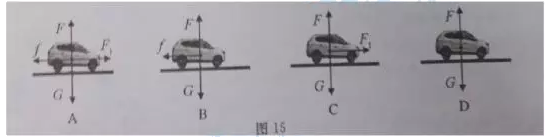 F F F F
f F₁ f F₁
G G G G
A B C D
图 15